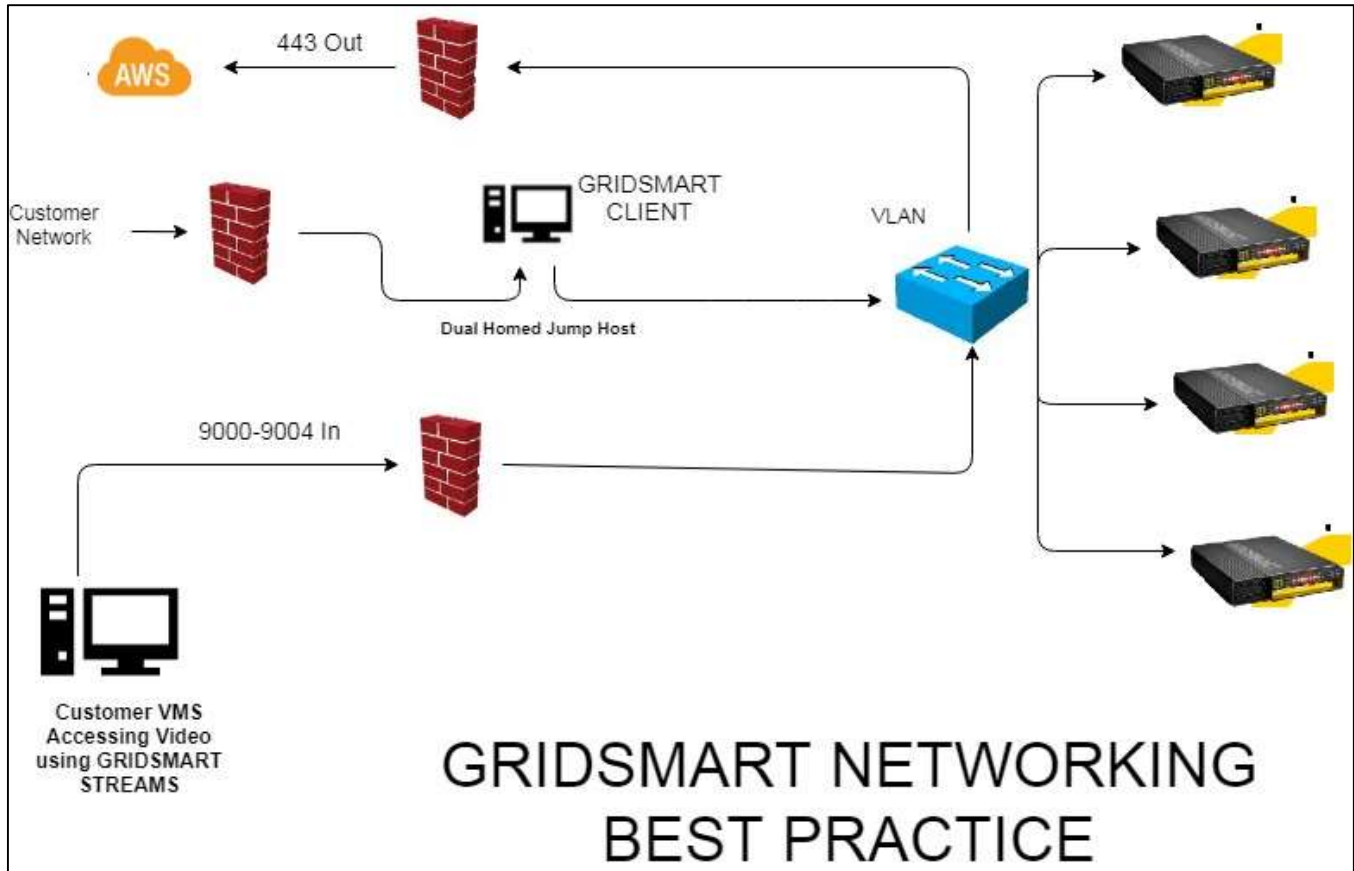 443 Out
AWS
GRIDSMART
CLIENT
Customer
Network
VLAN
Dual Homed Jump Host
9000-9004 In
Customer VMS
Accessing Video
using GRIDSMART
STREAMS
GRIDSMART NETWORKING
BEST PRACTICE